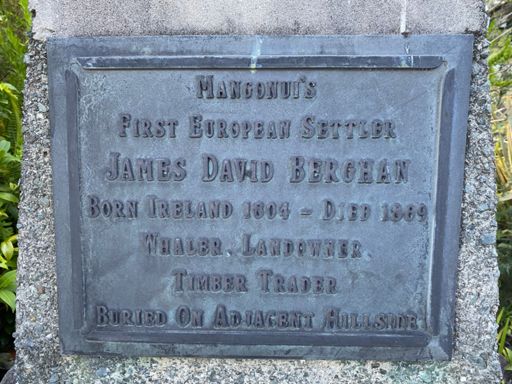 MANGONUI'S
FIRST EUROPEAN SETTLER
JAMES DAVID BERGHAN
BORN IRELAND 1804 - DIED 1869
WHALER, LANDOWNER
TIMBER TRADER
BURIED ON ADJACENT HILLSIDE